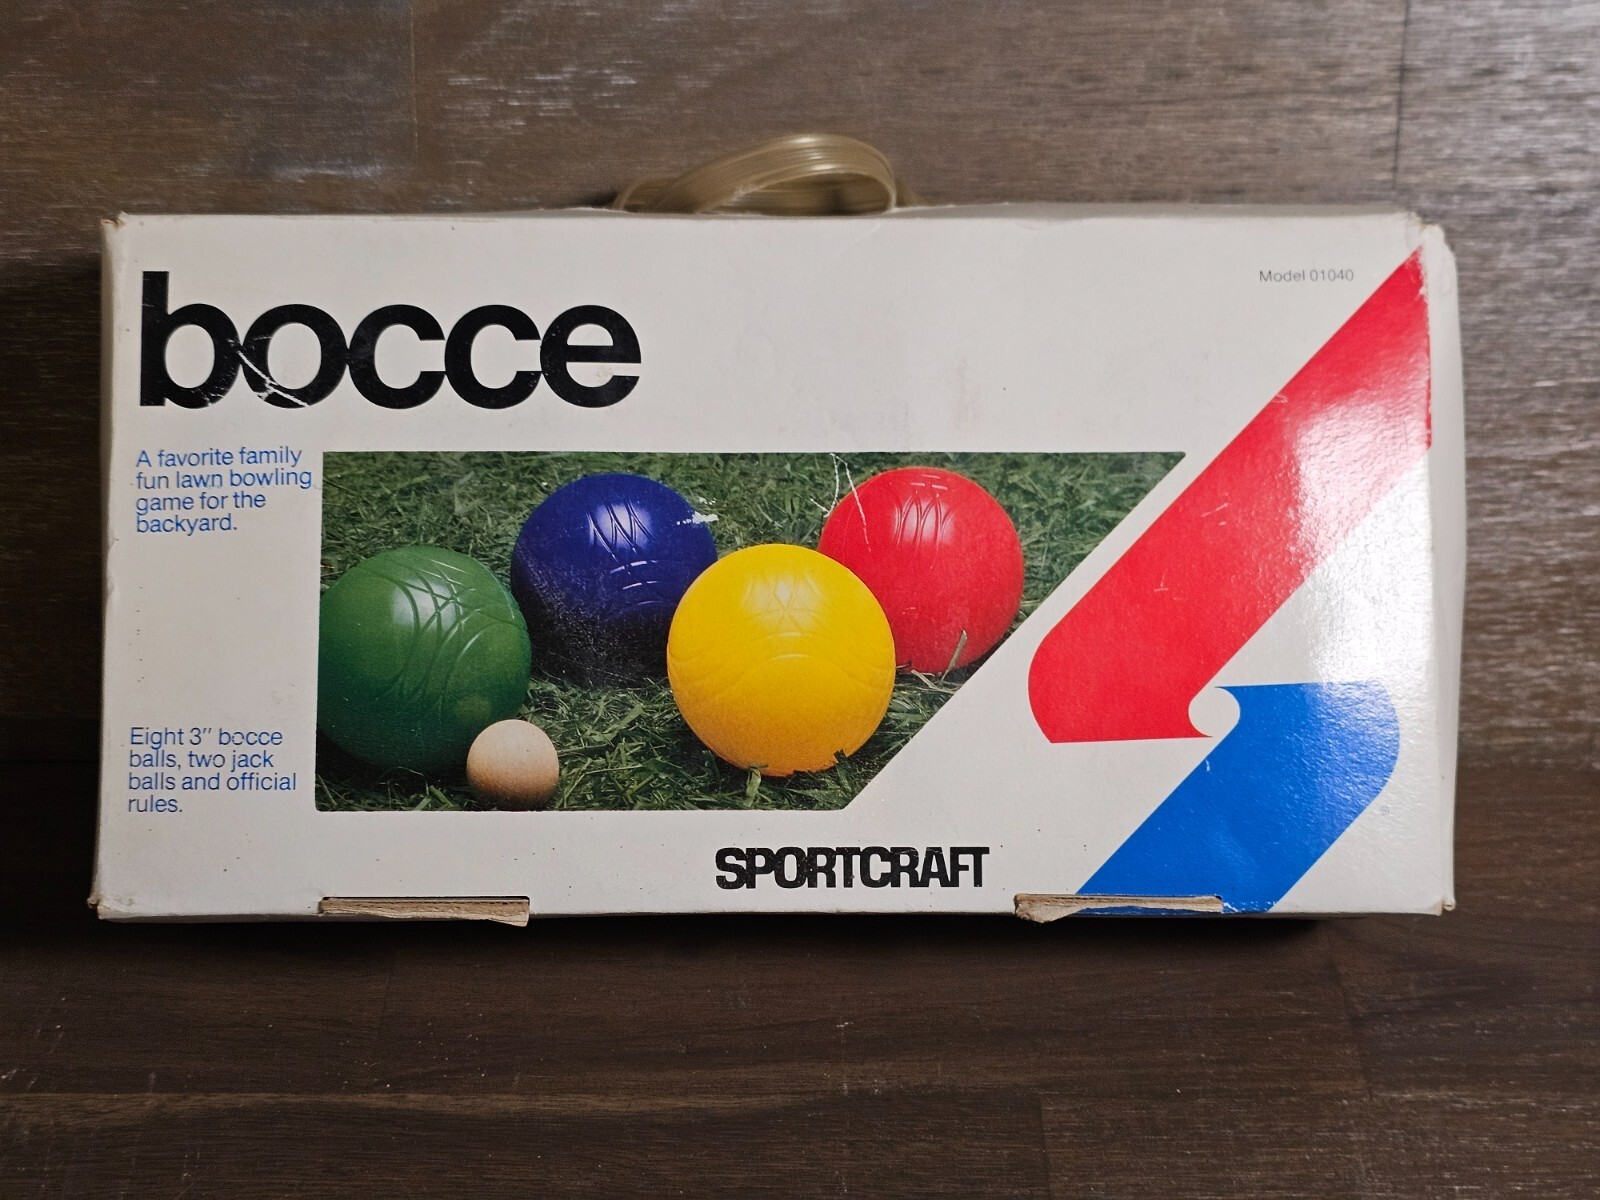 bocce
Model 01040
A favorite family
fun lawn bowling
game for the
backyard.
Eight 3" bocce
balls, two jack
balls and official
rules.
SPORTCRAFT
®